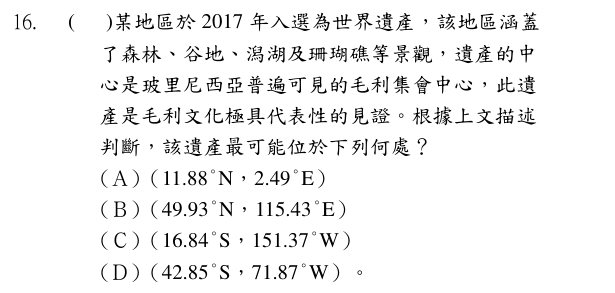 16. ( )某地區於 2017 年入選為世界遺產，該地區涵蓋
了森林、谷地、潟湖及珊瑚礁等景觀，遺產的中
心是玻里尼西亞普遍可見的毛利集會中心，此遺
產是毛利文化極具代表性的見證。根據上文描述
判斷，該遺產最可能位於下列何處？
（A）（11.88°N，2.49°E）
（B）（49.93°N，115.43°E）
（C）（16.84°S，151.37°W）
（D）（42.85°S，71.87°W）。